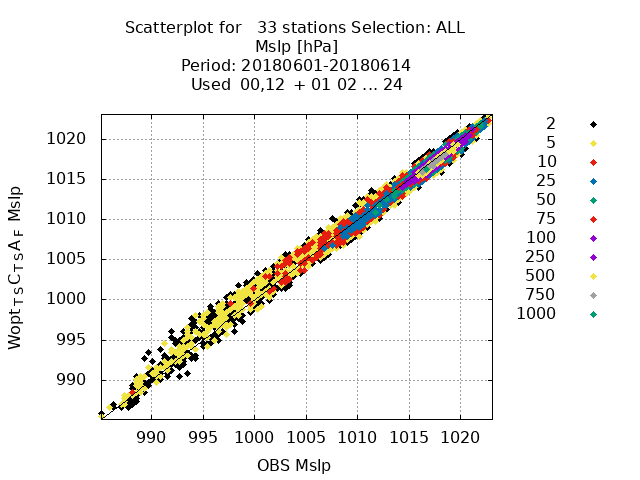 Scatterplot for 33 stations Selection: ALL
Mslp [hPa]
Period: 20180601-20180614
Used 00,12 + 01 02 ... 24
1020
1015
1010
1005
1000
995
990
Wopt_TSC_TSA_F Mslp
990 995 1000 1005 1010 1015 1020
OBS Mslp
2
5
10
25
50
75
100
250
500
750
1000